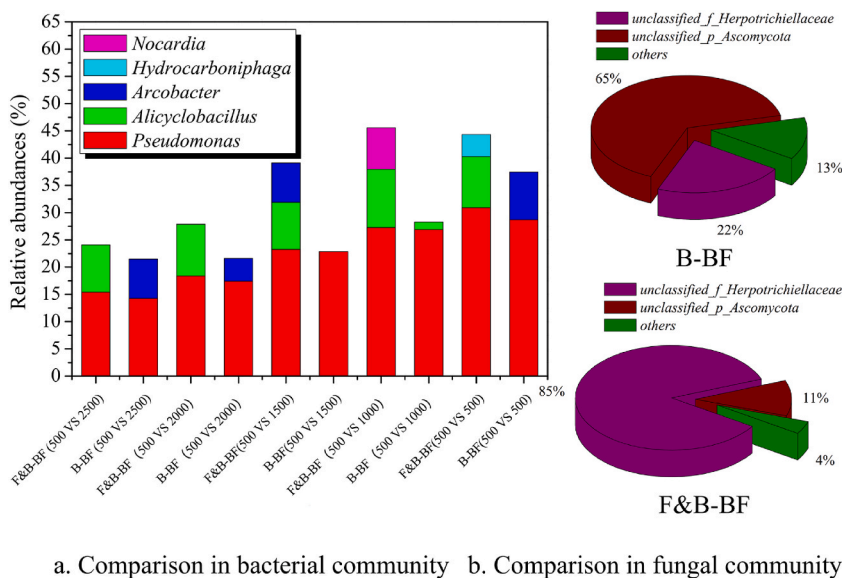 Relative abundances (%)
65
60
55
50
45
40
35
30
25
20
15
10
5
0
Nocardia
Hydrocarboniphaga
Arcobacter
Alicyclobacillus
Pseudomonas
F&B-BF (500 VS 2500)
B-BF (500 VS 2500)
F&B-BF (500 VS 2000)
B-BF (500 VS 2000)
F&B-BF(500 VS 1500)
B-BF(500 VS 1500)
F&B-BF (500 VS 1000)
B-BF (500 VS 1000)
F&B-BF(500 VS 500)
B-BF(500 VS 500)
unclassified_f_Herpotrichiellaceae
unclassified_p_Ascomycota
others
65%
13%
22%
B-BF
unclassified_f_Herpotrichiellaceae
unclassified_p_Ascomycota
others
85%
11%
4%
F&B-BF
a. Comparison in bacterial community
b. Comparison in fungal community